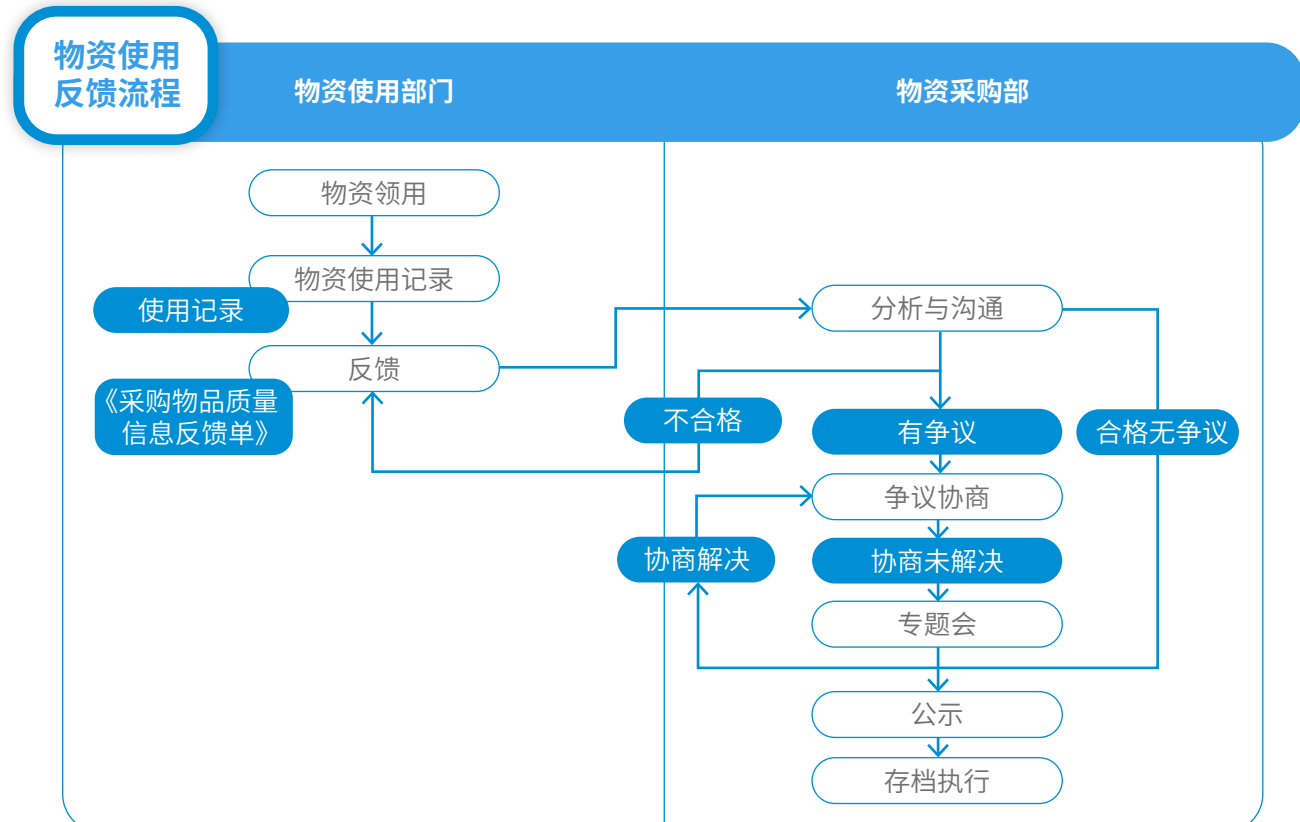 物资使用
反馈流程
物资使用部门
物资采购部
物资领用
物资使用记录
使用记录
分析与沟通
反馈
《采购物品质量
信息反馈单》
不合格
有争议
合格无争议
争议协商
协商解决
协商未解决
专题会
公示
存档执行